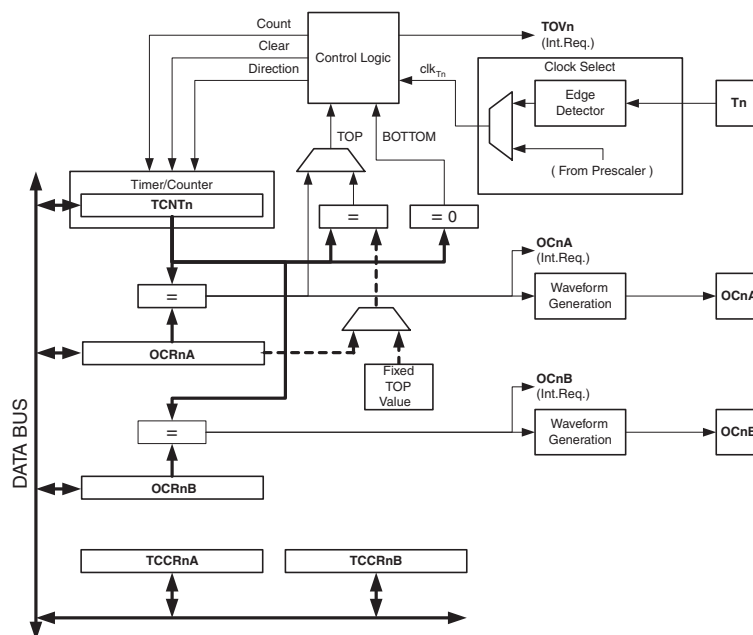 Count
Clear
Direction
Control Logic
TOVn
(Int.Req.)
clkTn
Clock Select
Edge
Detector
Tn
( From Prescaler )
TOP
BOTTOM
Timer/Counter
TCNTn
=
= 0
OCnA
(Int.Req.)
=
Waveform
Generation
OCnA
OCRnA
Fixed
TOP
Value
OCnB
(Int.Req.)
=
Waveform
Generation
OCnB
OCRnB
DATA BUS
TCCRnA
TCCRnB